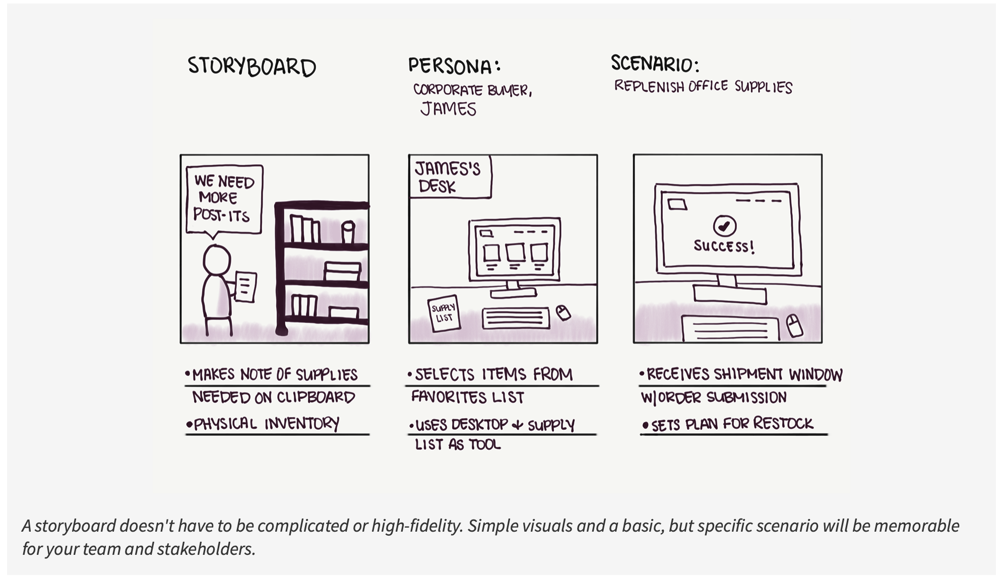 STORYBOARD
PERSONA:
CORPORATE BUYER,
JAMES
SCENARIO:
REPLENISH OFFICE SUPPLIES
WE NEED
MORE
POST-ITS
JAMES'S
DESK
SUPPLY
LIST
SUCCESS!
•MAKES NOTE OF SUPPLIES
NEEDED ON CLIPBOARD
•PHYSICAL INVENTORY
•SELECTS ITEMS FROM
FAVORITES LIST
•USES DESKTOP & SUPPLY
LIST AS TOOL
•RECEIVES SHIPMENT WINDOW
W/ORDER SUBMISSION
•SETS PLAN FOR RESTOCK
A storyboard doesn't have to be complicated or high-fidelity. Simple visuals and a basic, but specific scenario will be memorable
for your team and stakeholders.